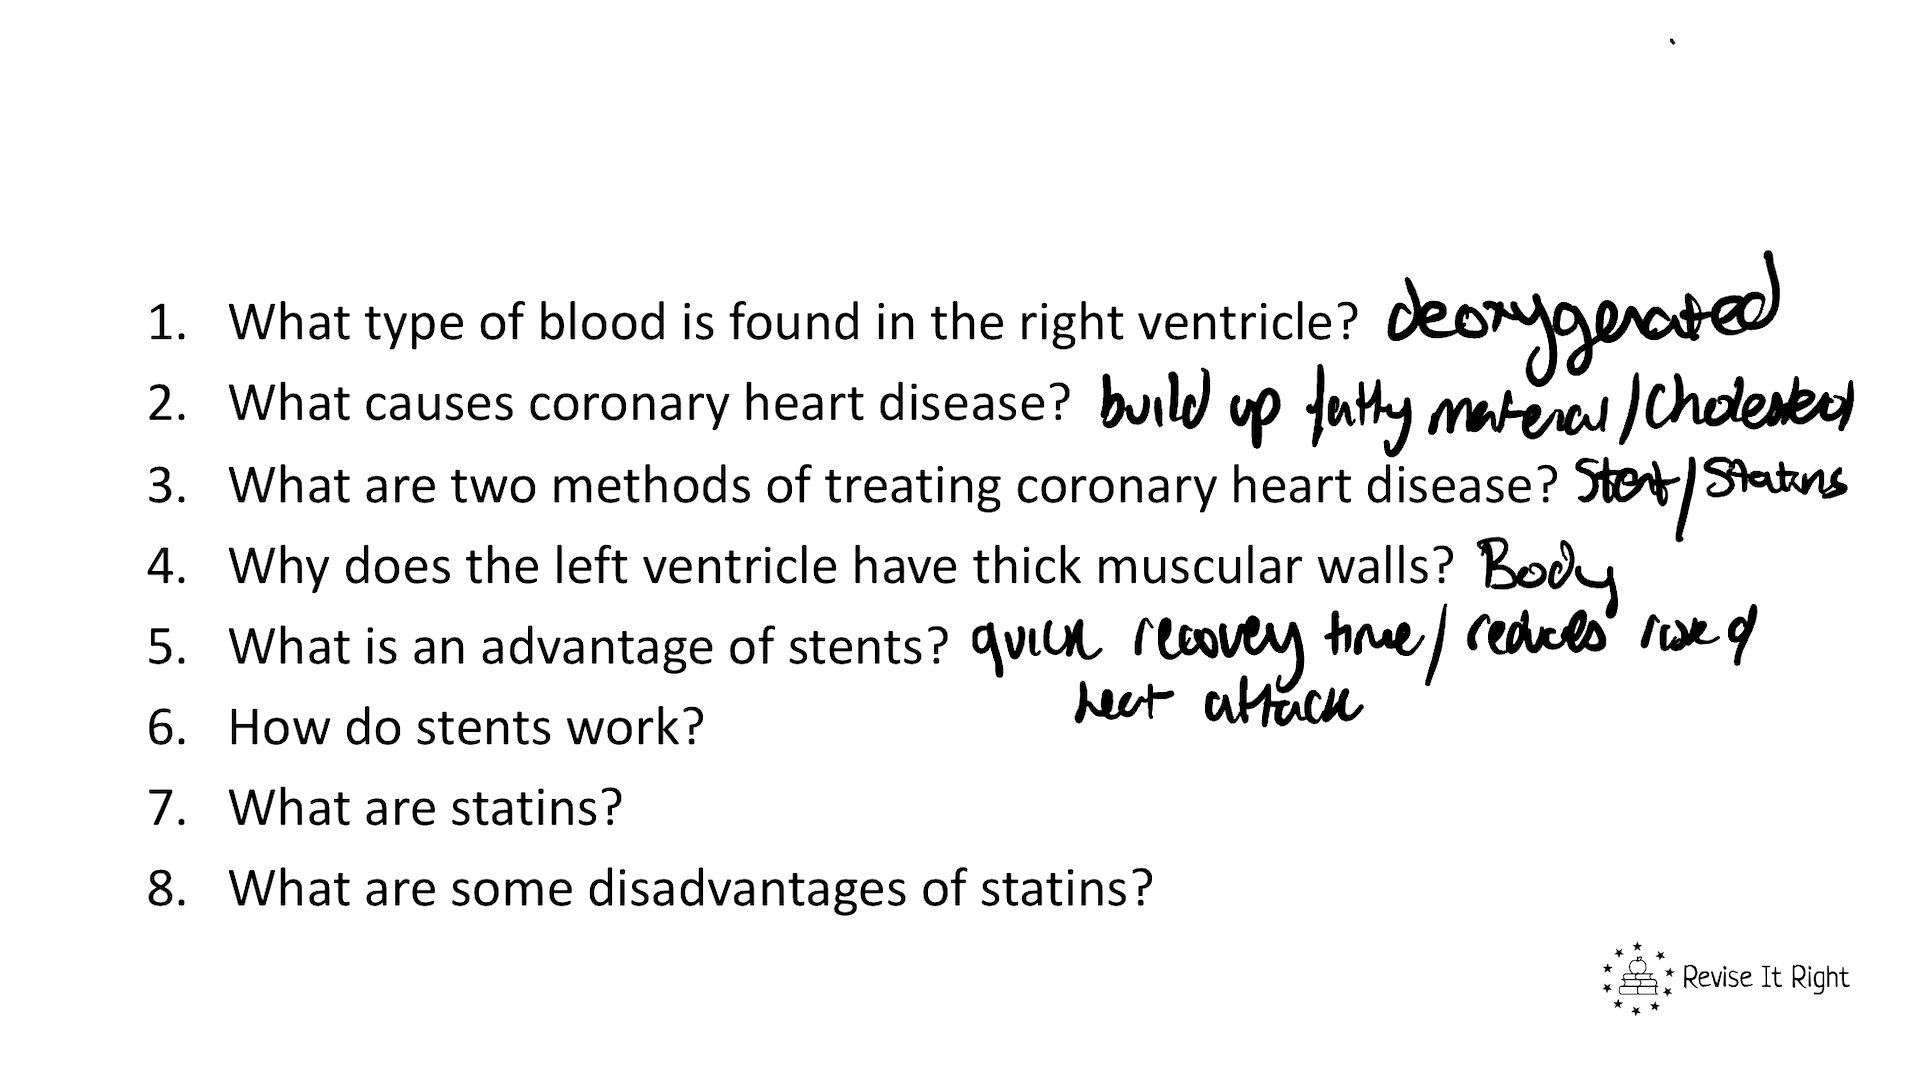 1. What type of blood is found in the right ventricle? deoxygenated
2. What causes coronary heart disease? build up fatty material/Cholesterol
3. What are two methods of treating coronary heart disease? Stent/Statins
4. Why does the left ventricle have thick muscular walls? Body
5. What is an advantage of stents? quick recovery time/reduces risk of
heart attack
6. How do stents work?
7. What are statins?
8. What are some disadvantages of statins?
Revise It Right